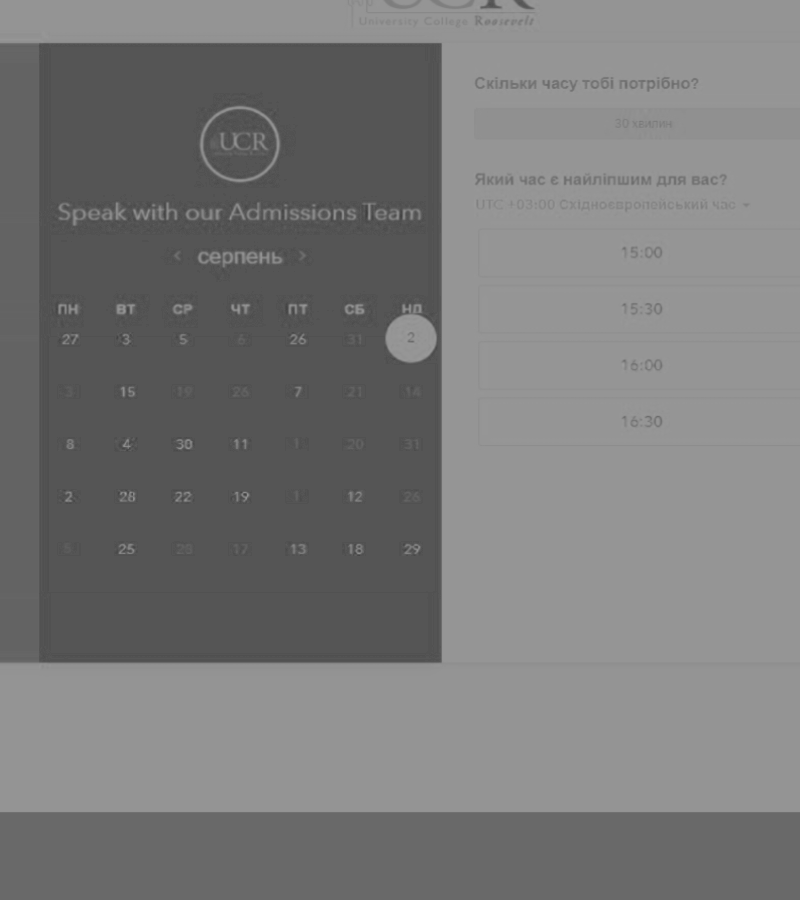 UCR
University College Roosevelt
UCR
Speak with our Admissions Team
< серпень >
ПН ВТ СР ЧТ ПТ СБ НД
27 3 5 6 26 31 2
3 15 19 26 7 21 14
8 4 30 11 1 20 31
2 28 22 19 1 12 26
5 25 28 17 13 18 29
Скільки часу тобі потрібно?
30 хвилин
Який час є найліпшим для вас?
UTC +03:00 Східноєвропейський час
15:00
15:30
16:00
16:30